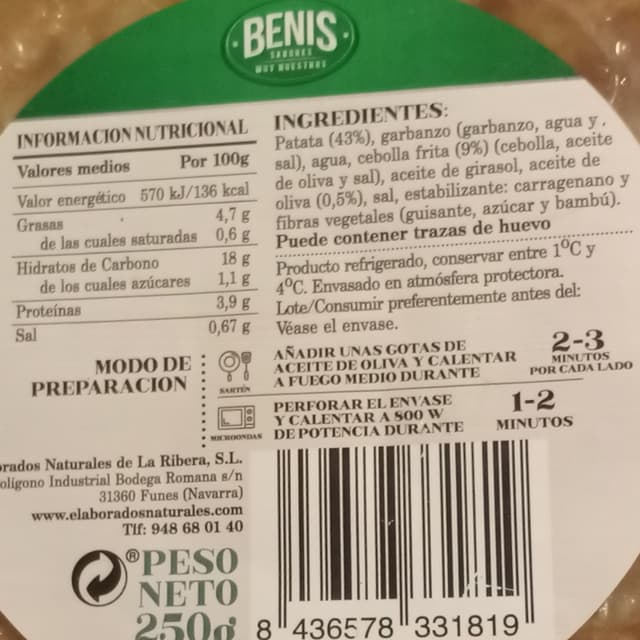 BENIS
SABORES
MUY NUESTROS
INFORMACION NUTRICIONAL
Valores medios Por 100g
Valor energético 570 kJ/136 kcal
Grasas 4,7 g
de las cuales saturadas 0,6 g
Hidratos de Carbono 18 g
de los cuales azúcares 1,1 g
Proteínas 3,9 g
Sal 0,67 g
INGREDIENTES:
Patata (43%), garbanzo (garbanzo, agua y
sal), agua, cebolla frita (9%) (cebolla, aceite
de oliva y sal), aceite de girasol, aceite de
oliva (0,5%), sal, estabilizante: carragenano y
fibras vegetales (guisante, azúcar y bambú).
Puede contener trazas de huevo
Producto refrigerado, conservar entre 1ºC y
4ºC. Envasado en atmósfera protectora.
Lote/Consumir preferentemente antes del:
Véase el envase.
MODO DE
PREPARACION
SARTÉN
AÑADIR UNAS GOTAS DE
ACEITE DE OLIVA Y CALENTAR
A FUEGO MEDIO DURANTE
2-3
MINUTOS
POR CADA LADO
MICROONDAS
PERFORAR EL ENVASE
Y CALENTAR A 800 W
DE POTENCIA DURANTE
1-2
MINUTOS
orados Naturales de La Ribera, S.L.
olígono Industrial Bodega Romana s/n
31360 Funes (Navarra)
www.elaboradosnaturales.com
Tlf: 948 68 01 40
®
PESO
NETO
250g
8 436578 331819